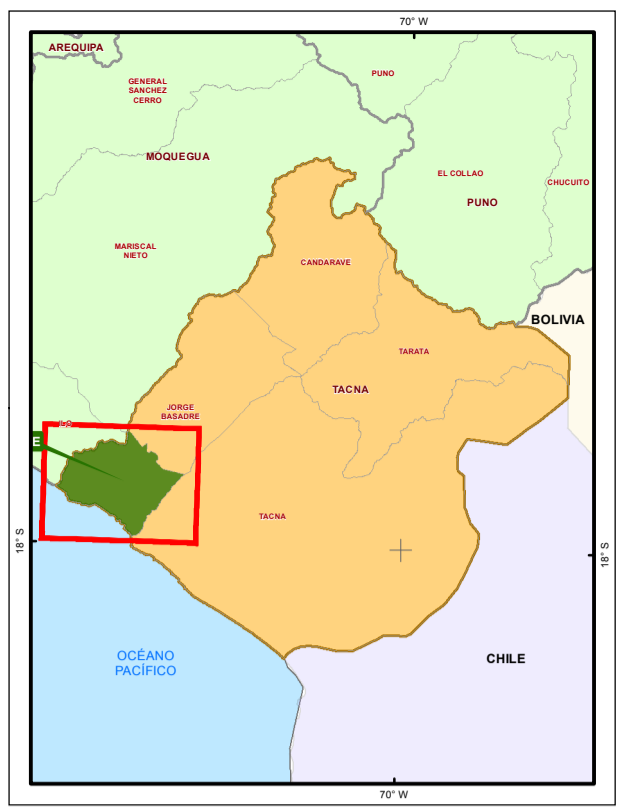 70° W
AREQUIPA
PUNO
GENERAL
SANCHEZ
CERRO
MOQUEGUA
EL COLLAO
CHUCUITO
PUNO
MARISCAL
NIETO
CANDARAVE
BOLIVIA
TARATA
TACNA
JORGE
BASADRE
E
TACNA
18° S
18° S
OCÉANO
PACÍFICO
CHILE
70° W